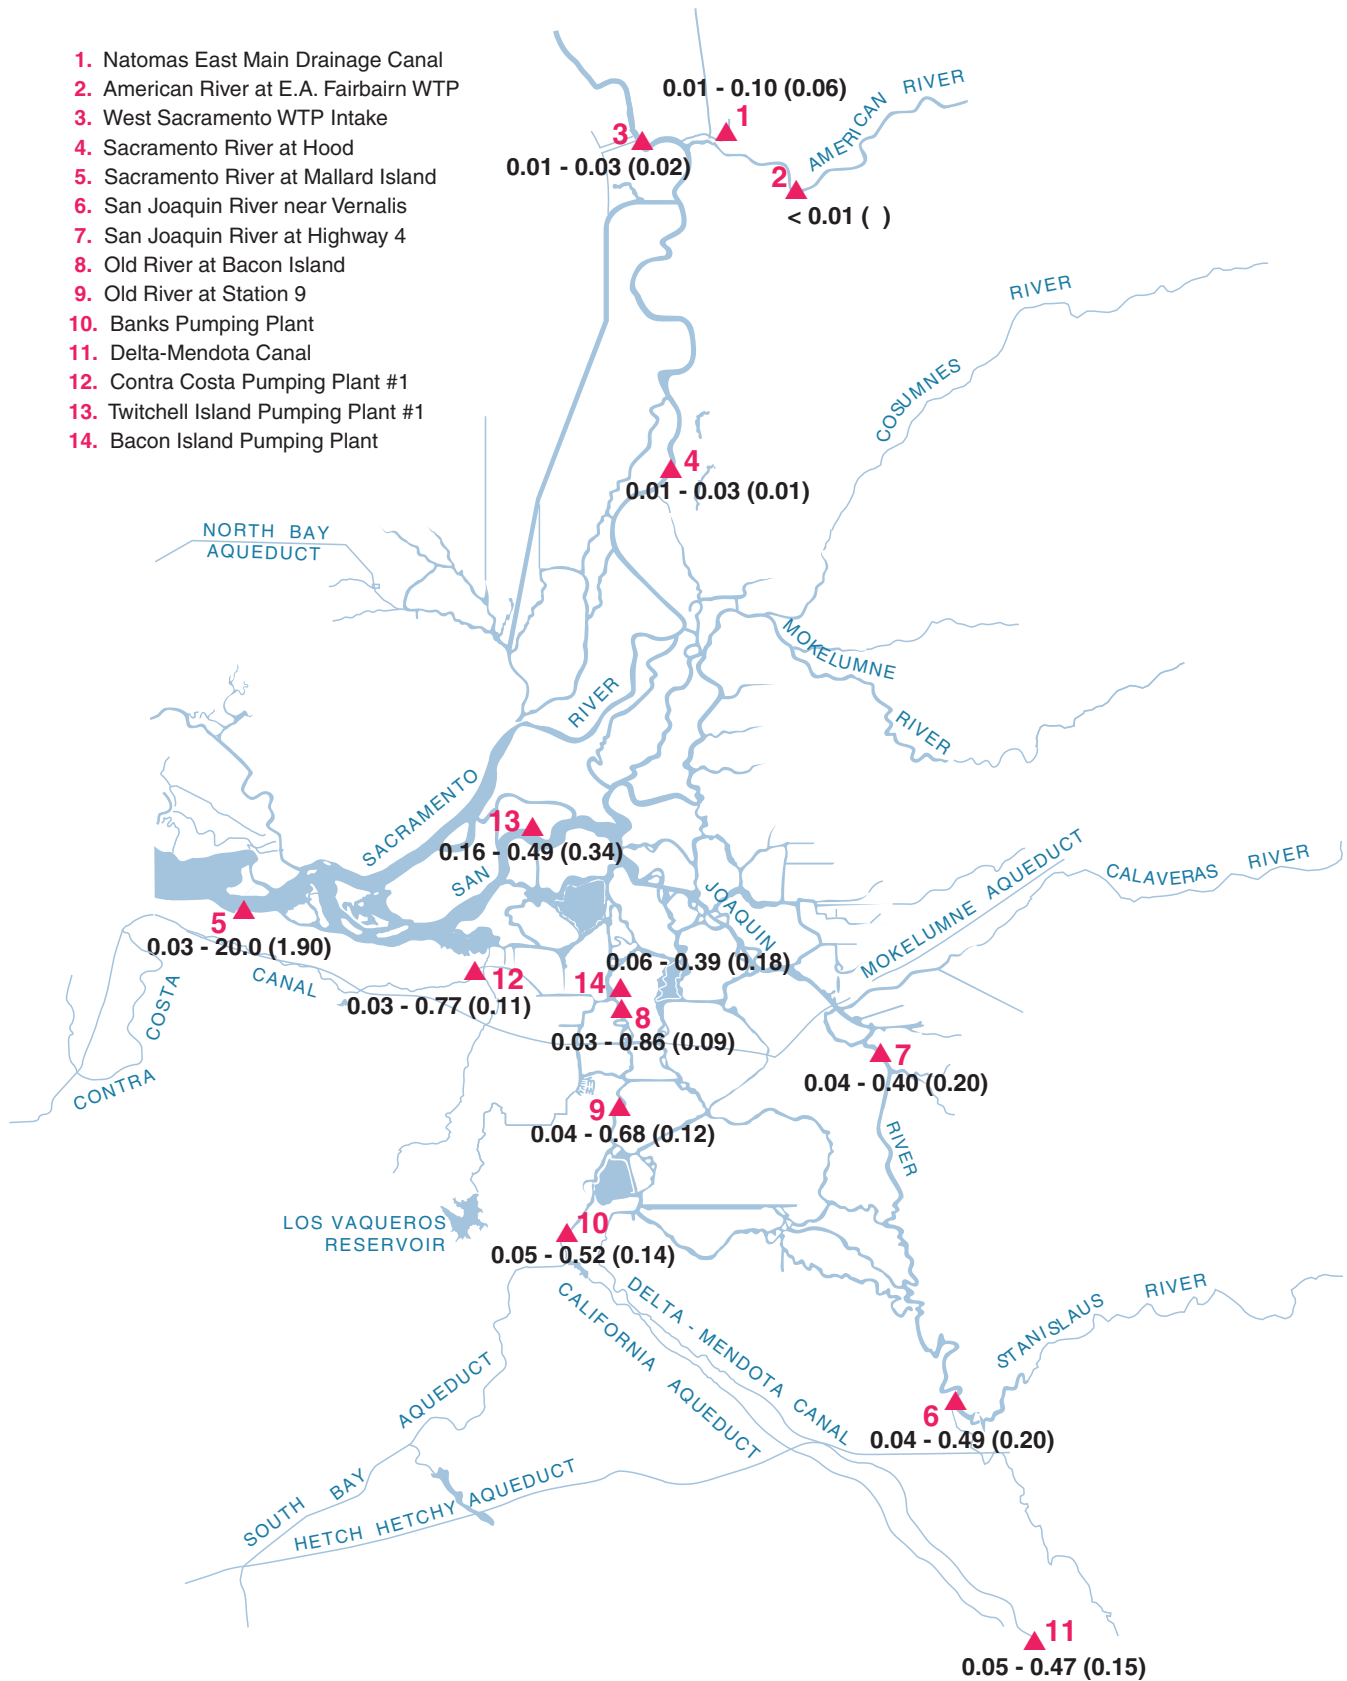 1. Natomas East Main Drainage Canal
2. American River at E.A. Fairbairn WTP
3. West Sacramento WTP Intake
4. Sacramento River at Hood
5. Sacramento River at Mallard Island
6. San Joaquin River near Vernalis
7. San Joaquin River at Highway 4
8. Old River at Bacon Island
9. Old River at Station 9
10. Banks Pumping Plant
11. Delta-Mendota Canal
12. Contra Costa Pumping Plant #1
13. Twitchell Island Pumping Plant #1
14. Bacon Island Pumping Plant
0.01 - 0.10 (0.06)
1
AMERICAN RIVER
3
0.01 - 0.03 (0.02)
2
< 0.01 ( )
COSUMNES RIVER
4
0.01 - 0.03 (0.01)
NORTH BAY
AQUEDUCT
MOKELUMNE
RIVER
SACRAMENTO RIVER
13
0.16 - 0.49 (0.34)
SAN JOAQUIN RIVER
MOKELUMNE AQUEDUCT
CALAVERAS RIVER
5
0.03 - 20.0 (1.90)
CONTRA COSTA CANAL
12
0.03 - 0.77 (0.11)
0.06 - 0.39 (0.18)
14
8
0.03 - 0.86 (0.09)
7
0.04 - 0.40 (0.20)
9
0.04 - 0.68 (0.12)
LOS VAQUEROS
RESERVOIR
10
0.05 - 0.52 (0.14)
DELTA - MENDOTA CANAL
CALIFORNIA AQUEDUCT
STANISLAUS RIVER
6
0.04 - 0.49 (0.20)
SOUTH BAY AQUEDUCT
HETCH HETCHY AQUEDUCT
11
0.05 - 0.47 (0.15)